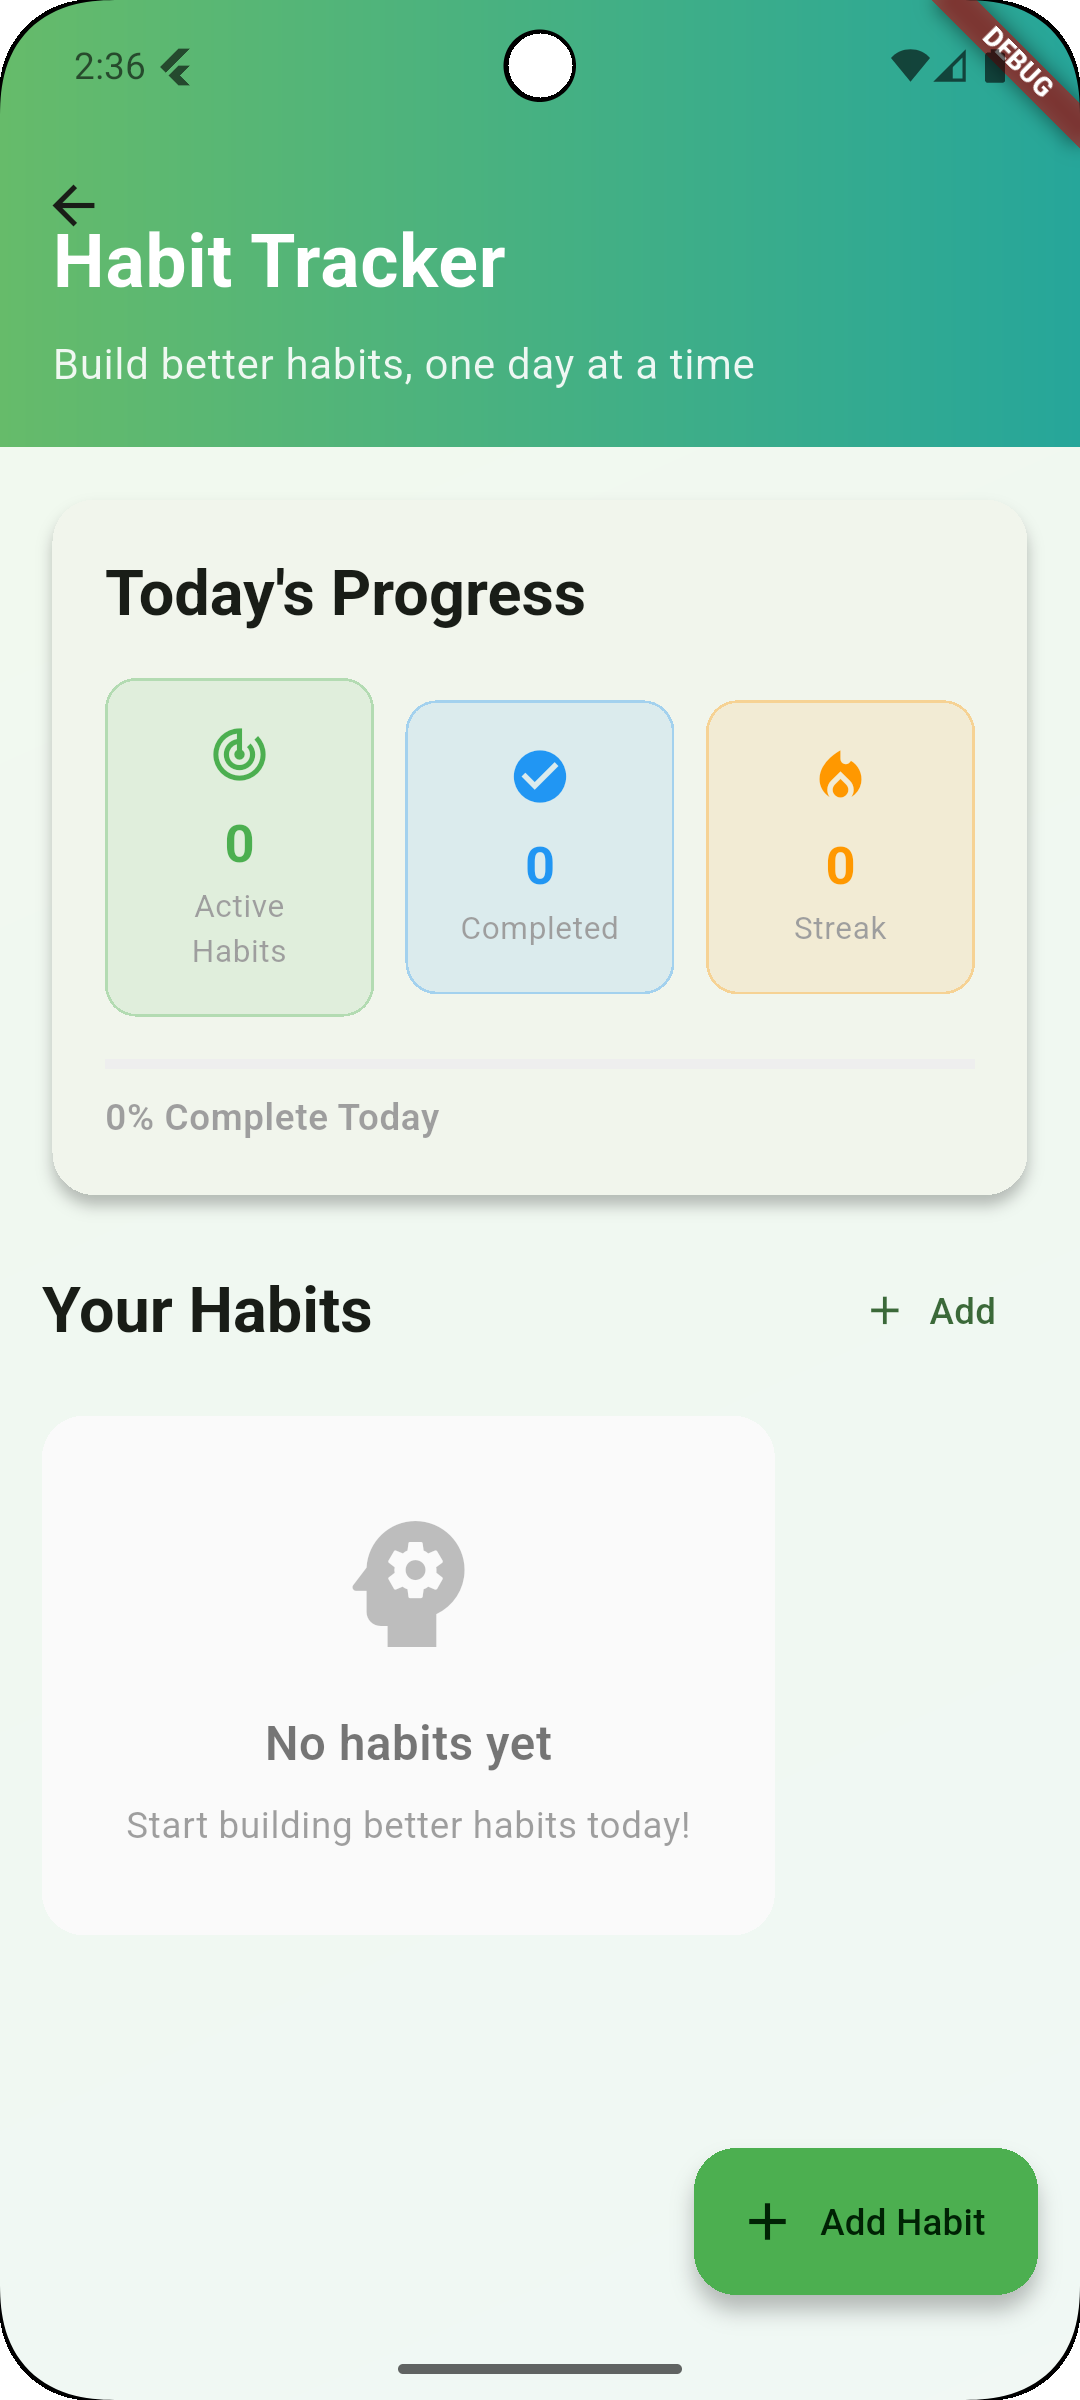 2:36
DEBUG
Habit Tracker
Build better habits, one day at a time
Today's Progress
0
Active
Habits
0
Completed
0
Streak
0% Complete Today
Your Habits
+ Add
No habits yet
Start building better habits today!
+ Add Habit